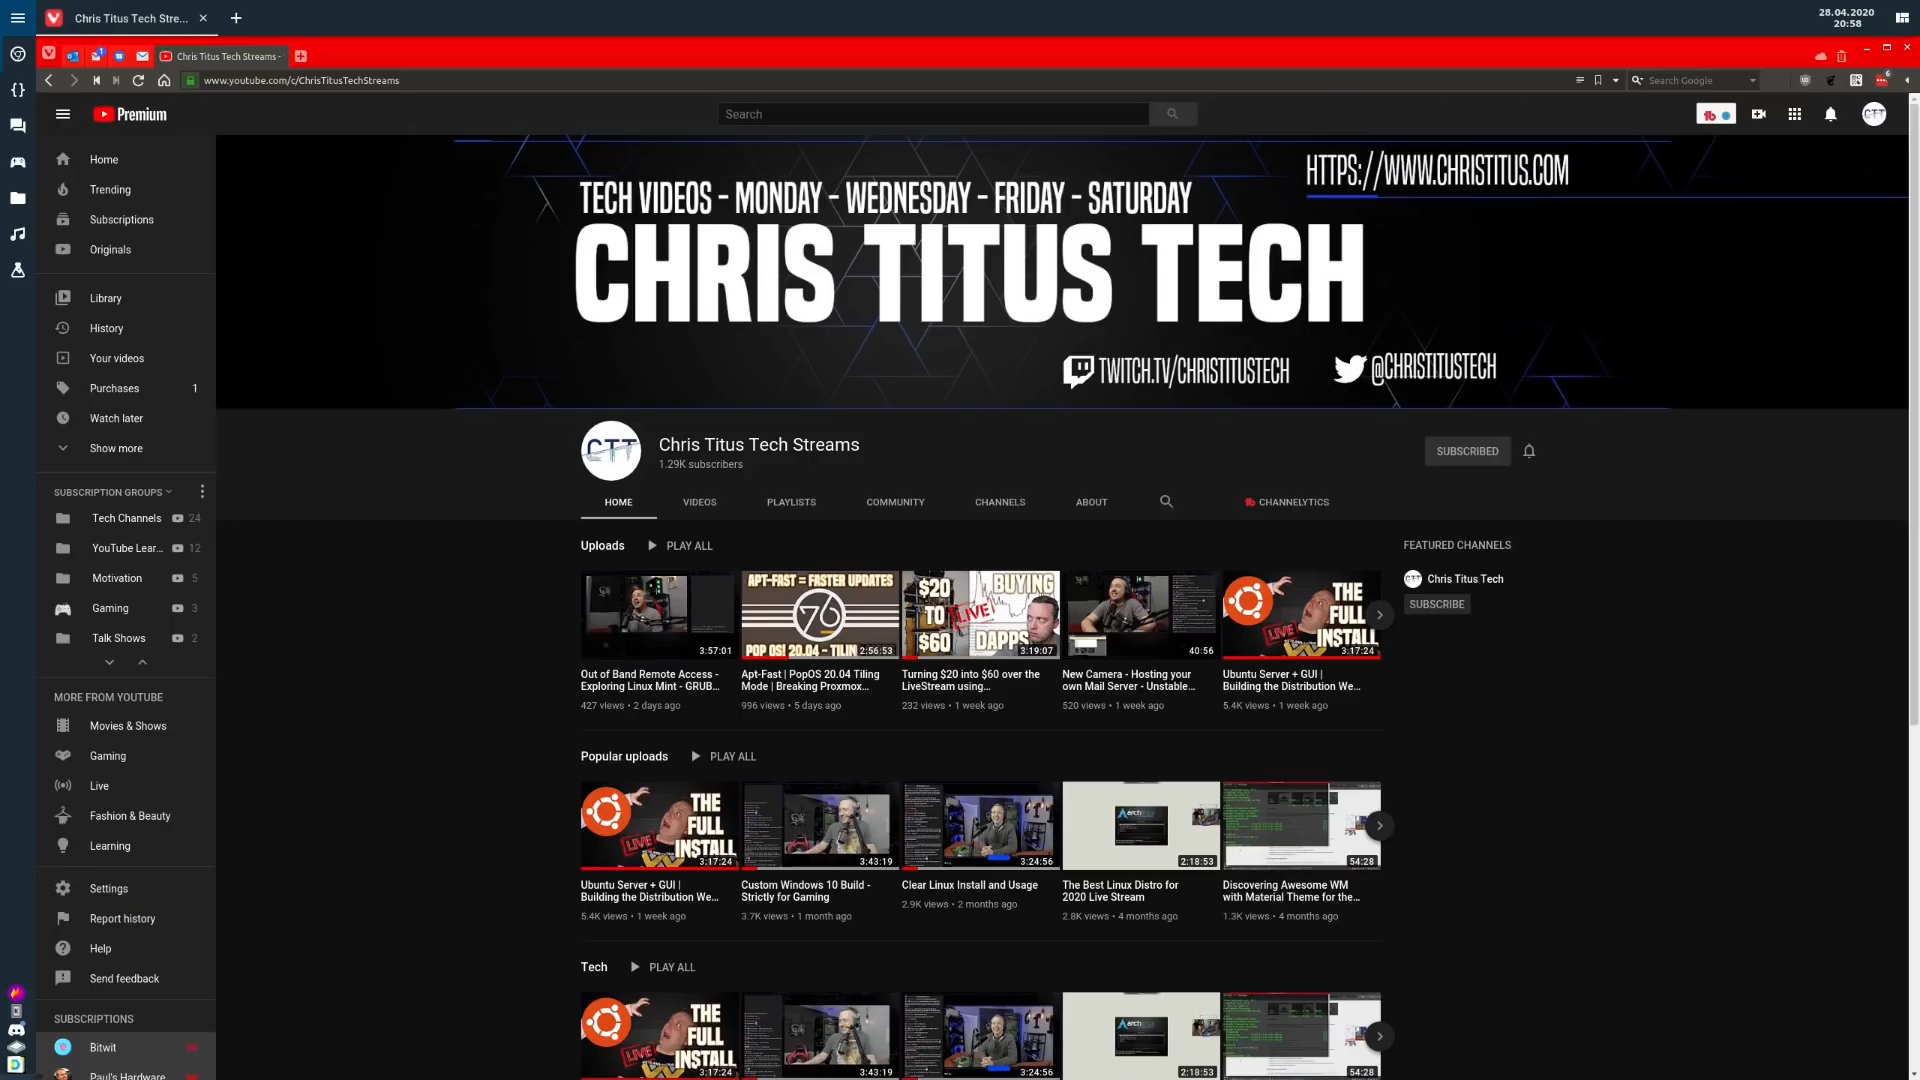 Chris Titus Tech Stre...
28.04.2020
20:58
1
Chris Titus Tech Streams -
www.youtube.com/c/ChrisTitusTechStreams
Search Google
6
Premium
Search
Home
Trending
Subscriptions
Originals
Library
History
Your videos
Purchases 1
Watch later
Show more
SUBSCRIPTION GROUPS
Tech Channels 24
YouTube Lear... 12
Motivation 5
Gaming 3
Talk Shows 2
MORE FROM YOUTUBE
Movies & Shows
Gaming
Live
Fashion & Beauty
Learning
Settings
Report history
Help
Send feedback
SUBSCRIPTIONS
Bitwit
Paul's Hardware
HTTPS://WWW.CHRISTITUS.COM
TECH VIDEOS - MONDAY - WEDNESDAY - FRIDAY - SATURDAY
CHRIS TITUS TECH
TWITCH.TV/CHRISTITUSTECH
@CHRISTITUSTECH
CTT
Chris Titus Tech Streams
1.29K subscribers
SUBSCRIBED
HOME VIDEOS PLAYLISTS COMMUNITY CHANNELS ABOUT CHANNELYTICS
Uploads PLAY ALL
3:57:01
Out of Band Remote Access -
Exploring Linux Mint - GRUB...
427 views • 2 days ago
APT-FAST = FASTER UPDATES
76
POP OS! 20.04 - TILIN
2:56:53
Apt-Fast | PopOS 20.04 Tiling
Mode | Breaking Proxmox...
996 views • 5 days ago
$20
TO
$60
LIVE
BUYING
DAPPS
3:19:07
Turning $20 into $60 over the
LiveStream using...
232 views • 1 week ago
40:56
New Camera - Hosting your
own Mail Server - Unstable...
520 views • 1 week ago
THE
FULL
INSTALL
LIVE
3:17:24
Ubuntu Server + GUI |
Building the Distribution We...
5.4K views • 1 week ago
FEATURED CHANNELS
Chris Titus Tech
SUBSCRIBE
Popular uploads PLAY ALL
THE
FULL
INSTALL
LIVE
3:17:24
Ubuntu Server + GUI |
Building the Distribution We...
5.4K views • 1 week ago
3:43:19
Custom Windows 10 Build -
Strictly for Gaming
3.7K views • 1 month ago
3:24:56
Clear Linux Install and Usage
2.9K views • 2 months ago
arch
2:18:53
The Best Linux Distro for
2020 Live Stream
2.8K views • 4 months ago
54:28
Discovering Awesome WM
with Material Theme for the...
1.3K views • 4 months ago
Tech PLAY ALL
THE
FULL
INSTALL
LIVE
3:17:24
3:43:19
3:24:56
arch
2:18:53
54:28